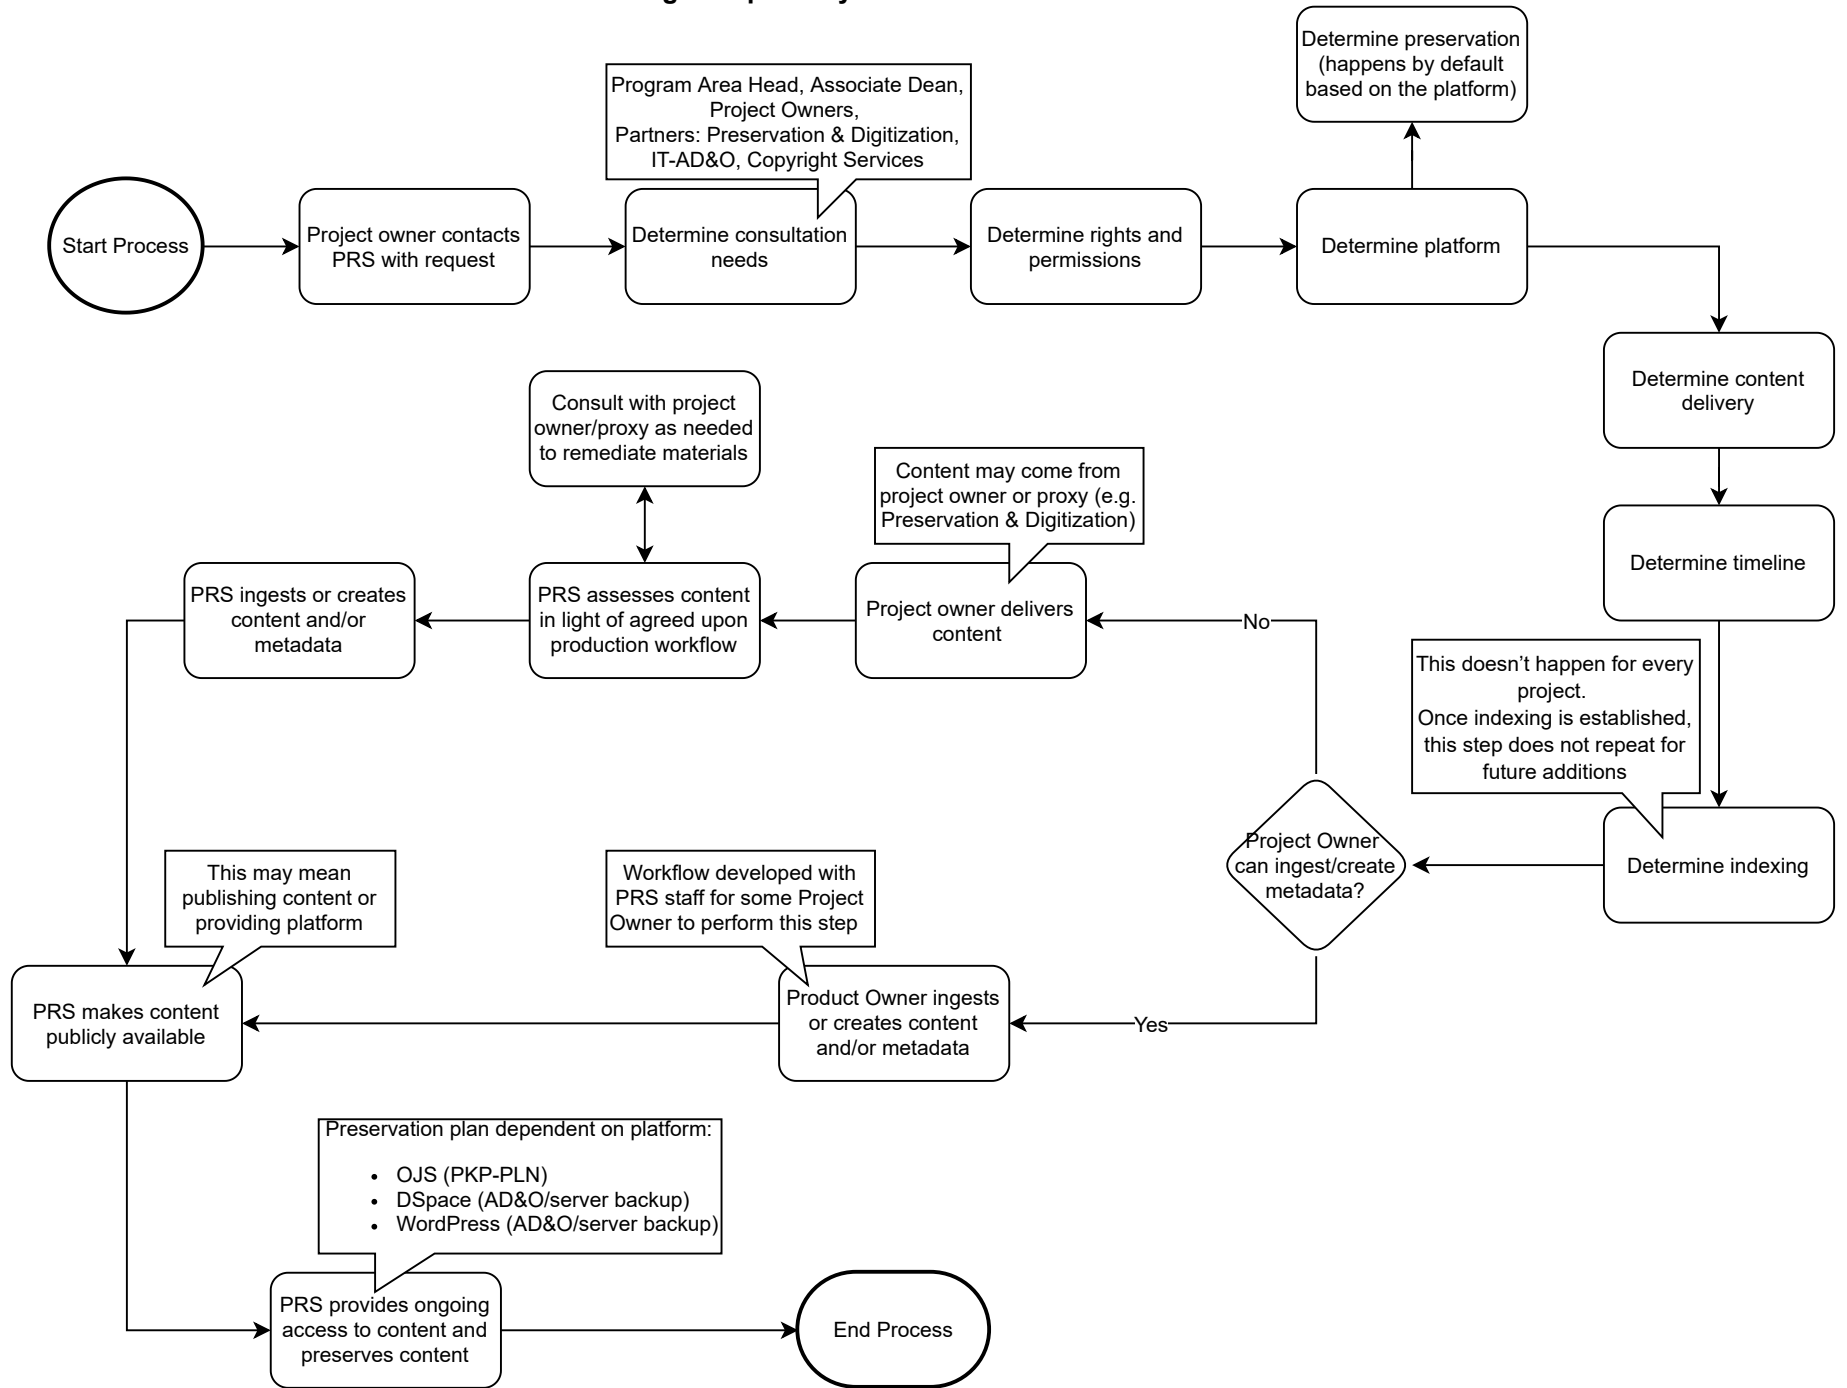 Determine preservation
(happens by default
based on the platform)
Program Area Head, Associate Dean,
Project Owners,
Partners: Preservation & Digitization,
IT-AD&O, Copyright Services
Start Process
Project owner contacts
PRS with request
Determine consultation
needs
Determine rights and
permissions
Determine platform
Determine content
delivery
Consult with project
owner/proxy as needed
to remediate materials
Content may come from
project owner or proxy (e.g.
Preservation & Digitization)
Determine timeline
PRS ingests or creates
content and/or
metadata
PRS assesses content
in light of agreed upon
production workflow
Project owner delivers
content
No
This doesn’t happen for every
project.
Once indexing is established,
this step does not repeat for
future additions
Project Owner
can ingest/create
metadata?
Determine indexing
This may mean
publishing content or
providing platform
Workflow developed with
PRS staff for some Project
Owner to perform this step
PRS makes content
publicly available
Product Owner ingests
or creates content
and/or metadata
Yes
Preservation plan dependent on platform:
• OJS (PKP-PLN)
• DSpace (AD&O/server backup)
• WordPress (AD&O/server backup)
PRS provides ongoing
access to content and
preserves content
End Process